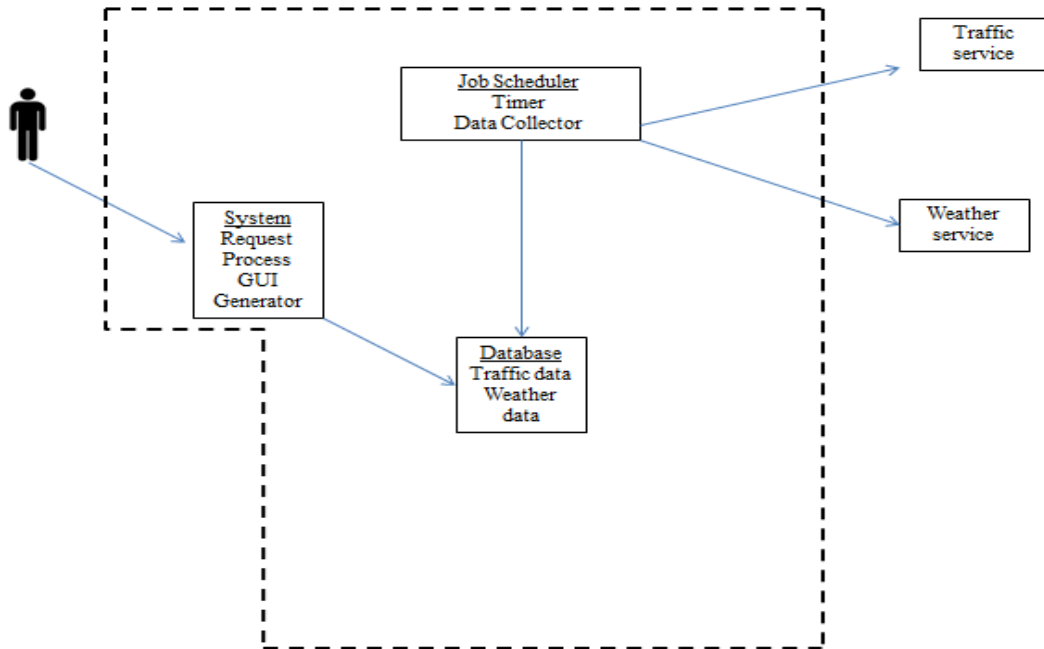 Traffic
service
Job Scheduler
Timer
Data Collector
Weather
service
System
Request
Process
GUI
Generator
Database
Traffic data
Weather
data